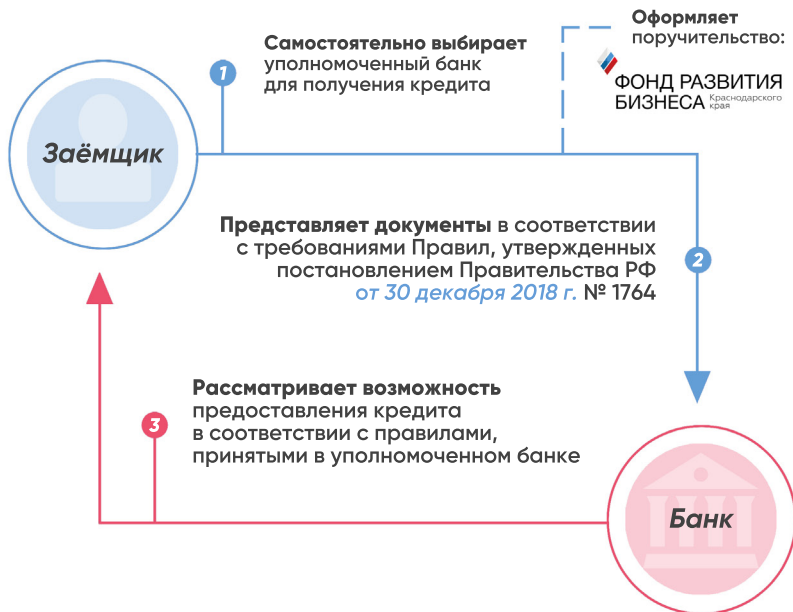 Оформляет
поручительство:
ФОНД РАЗВИТИЯ
БИЗНЕСА Краснодарского
края
1
Самостоятельно выбирает
уполномоченный банк
для получения кредита
Заёмщик
Представляет документы в соответствии
с требованиями Правил, утвержденных
постановлением Правительства РФ
от 30 декабря 2018 г. № 1764
2
Рассматривает возможность
предоставления кредита
в соответствии с правилами,
принятыми в уполномоченном банке
3
Банк